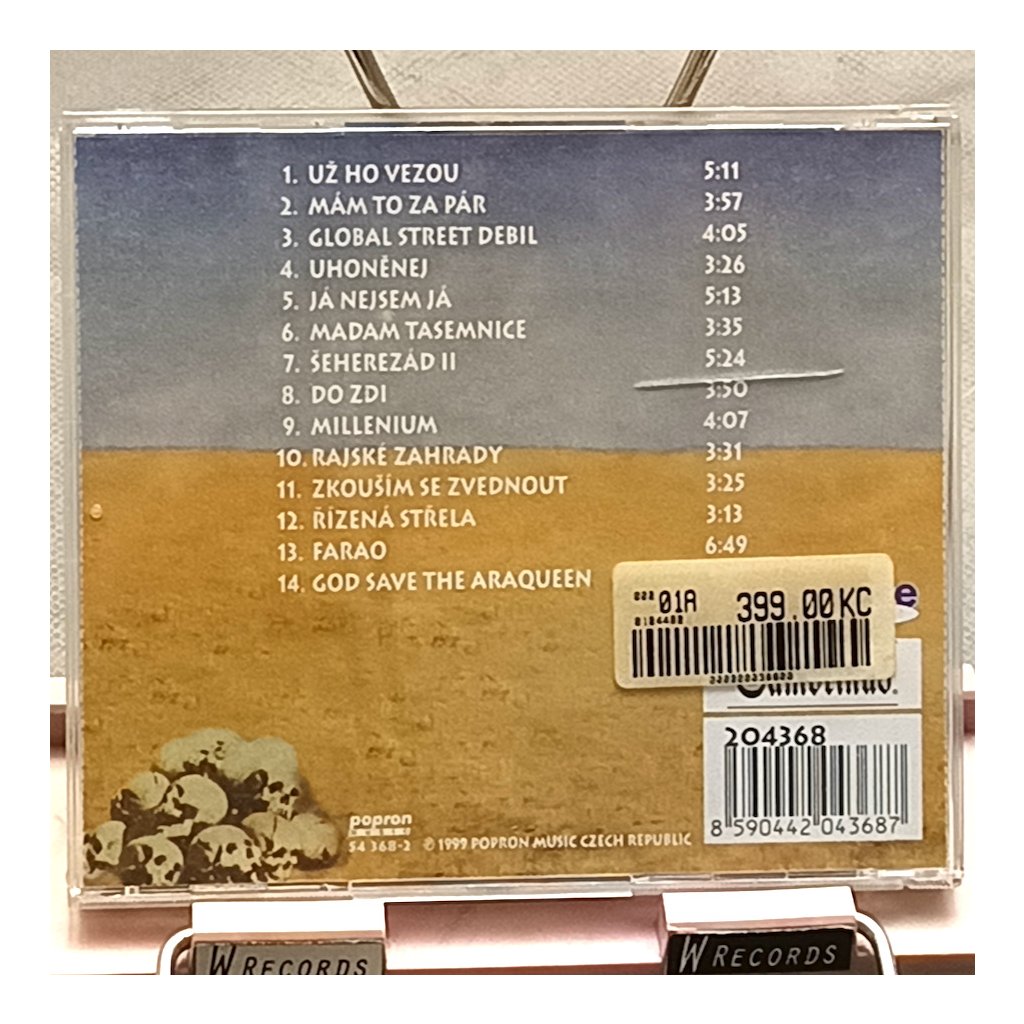 1. UŽ HO VEZOU 5:11
2. MÁM TO ZA PÁR 3:57
3. GLOBAL STREET DEBIL 4:05
4. UHONĚNEJ 3:26
5. JÁ NEJSEM JÁ 5:13
6. MADAM TASEMNICE 3:35
7. ŠEHEREZÁD II 5:24
8. DO ZDI 3:50
9. MILLENIUM 4:07
10. RAJSKÉ ZAHRADY 3:31
11. ZKOUŠÍM SE ZVEDNOUT 3:25
12. ŘÍZENÁ STŘELA 3:13
13. FARAO 6:49
14. GOD SAVE THE ARAQUEEN
01A 399.00 KC
204368
8 590442 043687
popron
54 368-2 © 1999 POPRON MUSIC CZECH REPUBLIC
W RECORDS
W RECORDS